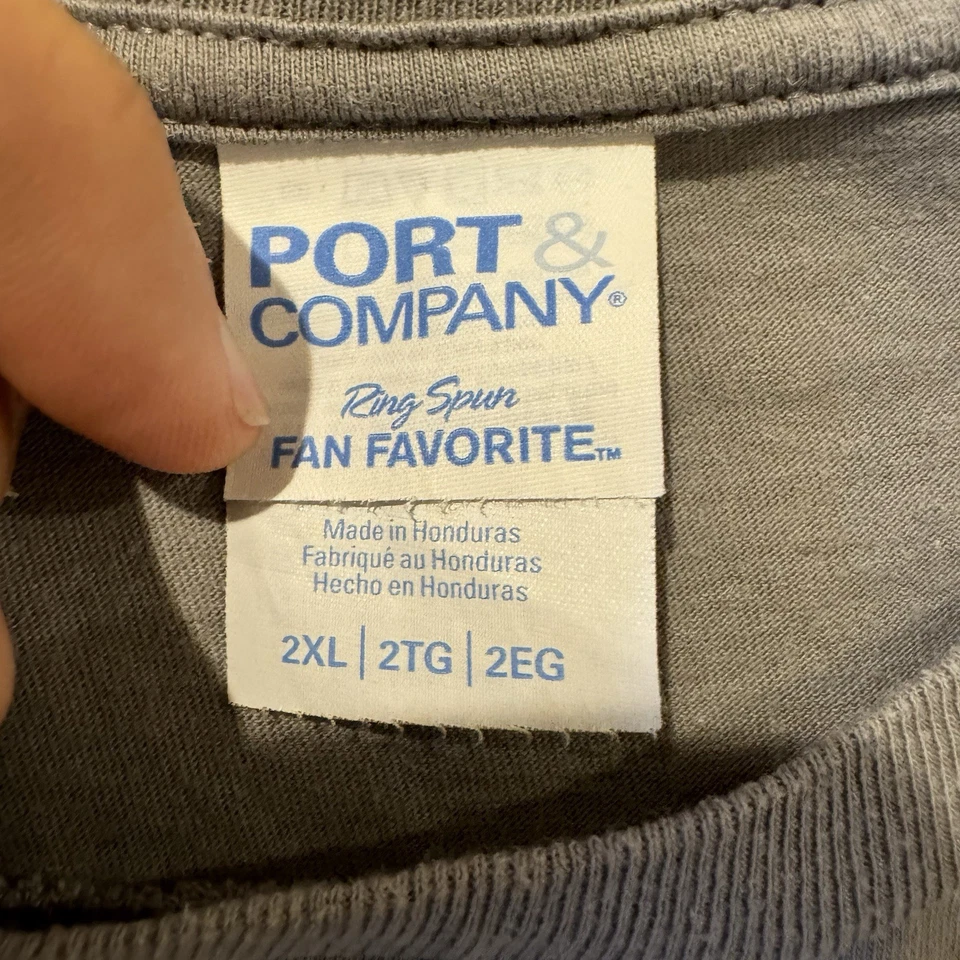 PORT &
COMPANY®
Ring Spun
FAN FAVORITE™
Made in Honduras
Fabriqué au Honduras
Hecho en Honduras
2XL | 2TG | 2EG